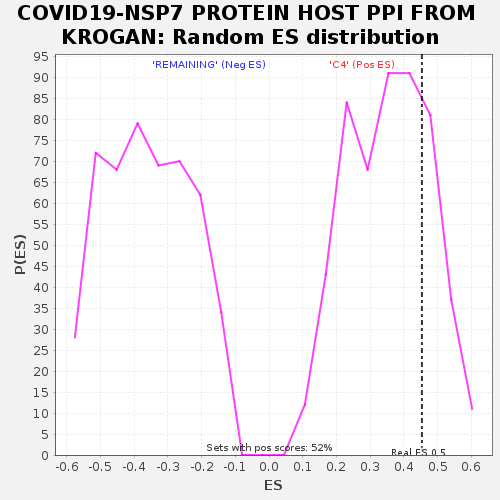 COVID19-NSP7 PROTEIN HOST PPI FROM
KROGAN: Random ES distribution
'REMAINING' (Neg ES) 'C4' (Pos ES)
P(ES)
95
90
85
80
75
70
65
60
55
50
45
40
35
30
25
20
15
10
5
0
Sets with pos scores: 52%
Real ES 0.5
-0.6 -0.5 -0.4 -0.3 -0.2 -0.1 0.0 0.1 0.2 0.3 0.4 0.5 0.6
ES